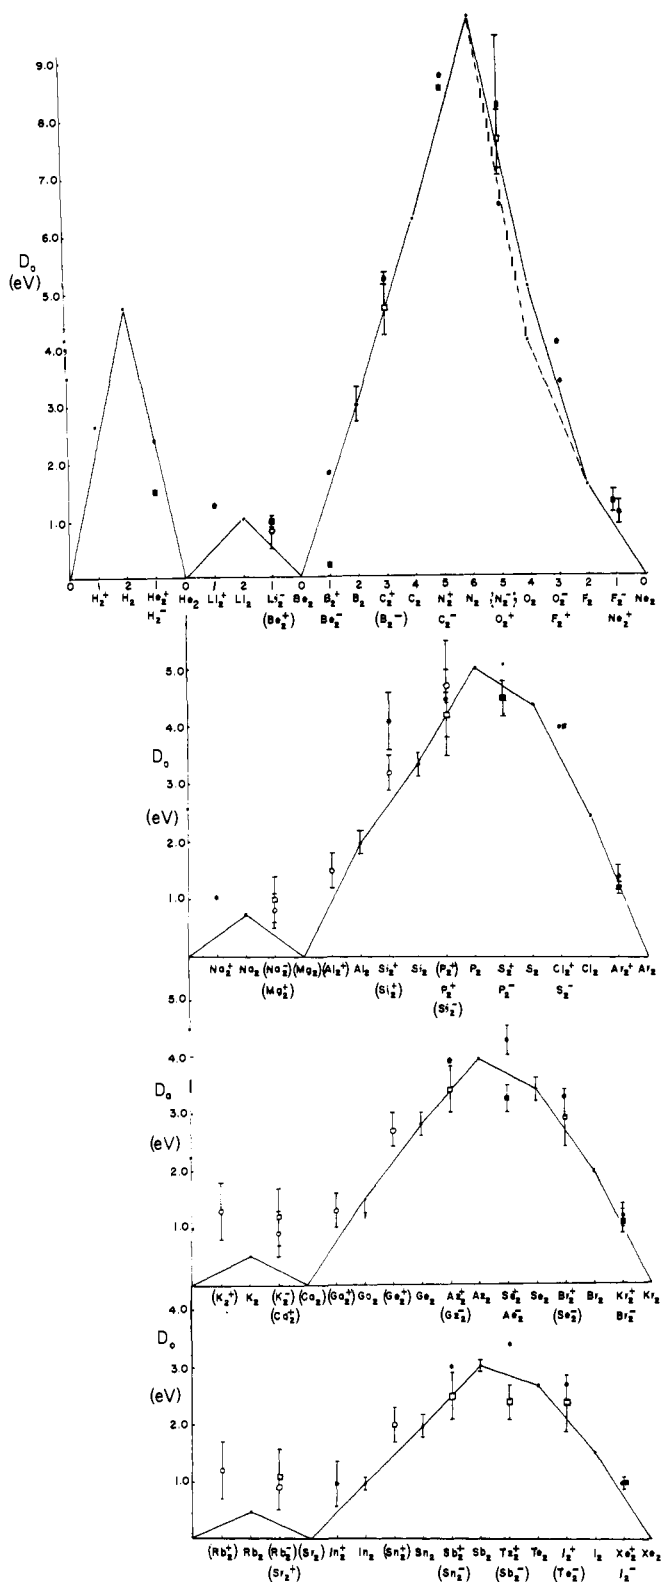 9.0
8.0
7.0
6.0
D₀
(eV)
5.0
4.0
3.0
2.0
1.0
0 1 2 1 0 1 2 1 0 1 2 3 4 5 6 5 4 3 2 1 0
H₂⁺ H₂ He₂⁺ He₂ Li₂⁺ Li₂ Li₂⁻ Be₂ B₂⁺ B₂ C₂⁺ C₂ N₂⁺ N₂ (N₂⁻) O₂ O₂⁻ F₂ F₂⁻ Ne₂
H₂⁻ (Be₂⁺) Be₂⁻ (B₂⁻) C₂⁻ O₂⁺ F₂⁺ Ne₂⁺
5.0
4.0
D₀
3.0
(eV)
2.0
1.0
Na₂⁺ Na₂ (Na₂⁻) (Mg₂) (Al₂⁺) Al₂ Si₂⁺ Si₂ (P₂⁺) P₂ S₂⁺ S₂ Cl₂⁺ Cl₂ Ar₂⁺ Ar₂
(Mg₂⁺) (Si₂⁺) P₂⁺ P₂⁻ S₂⁻
(Si₂⁻)
5.0
4.0
D₀
3.0
(eV)
2.0
1.0
(K₂⁺) K₂ (K₂⁻) (Ca₂) (Ga₂⁺) Ga₂ (Ge₂⁺) Ge₂ As₂⁺ As₂ Se₂⁺ Se₂ Br₂⁺ Br₂ Kr₂⁺ Kr₂
(Ca₂⁺) (Ge₂⁻) As₂⁻ (Se₂⁻) Br₂⁻
4.0
D₀
3.0
(eV)
2.0
1.0
(Rb₂⁺) Rb₂ (Rb₂⁻) (Sr₂) In₂⁺ In₂ (Sn₂⁺) Sn₂ Sb₂⁺ Sb₂ Te₂⁺ Te₂ I₂⁺ I₂ Xe₂⁺ Xe₂
(Sr₂⁺) (Sn₂⁻) (Sb₂⁻) (Te₂⁻) I₂⁻